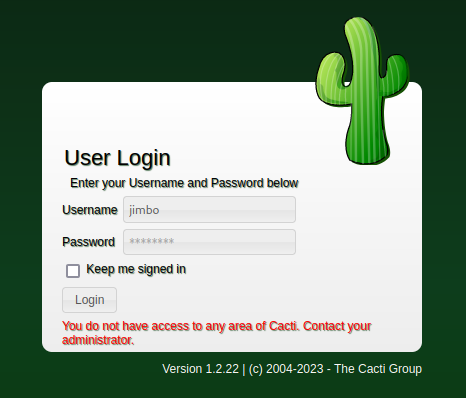 User Login
Enter your Username and Password below
Username jimbo
Password ********
Keep me signed in
Login
You do not have access to any area of Cacti. Contact your
administrator.
Version 1.2.22 | (c) 2004-2023 - The Cacti Group